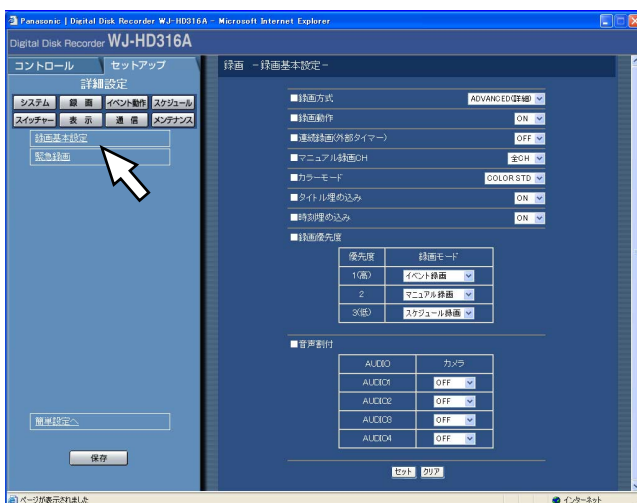 Panasonic | Digital Disk Recorder WJ-HD316A - Microsoft Internet Explorer
Digital Disk Recorder WJ-HD316A
コントロール セットアップ
詳細設定
システム 録 画 イベント動作 スケジュール
スイッチャー 表 示 通 信 メンテナンス
録画基本設定
緊急録画
簡単設定へ
保存
録画 －録画基本設定－
■録画方式 ADVANCED(詳細)
■録画動作 ON
■連続録画(外部タイマー) OFF
■マニュアル録画CH 全CH
■カラーモード COLOR STD
■タイトル埋め込み ON
■時刻埋め込み ON
■録画優先度
優先度 録画モード
1(高) イベント録画
2 マニュアル録画
3(低) スケジュール録画
■音声割付
AUDIO カメラ
AUDIO1 OFF
AUDIO2 OFF
AUDIO3 OFF
AUDIO4 OFF
セット クリア
ページが表示されました インターネット